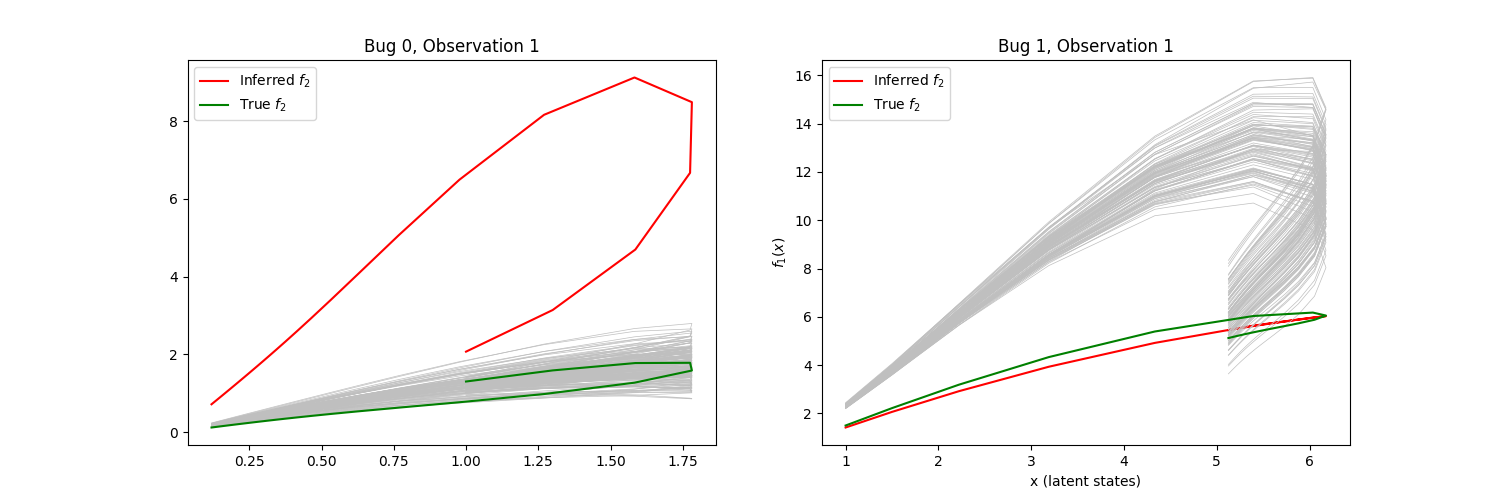 Bug 0, Observation 1
Inferred f₂
True f₂
8
6
4
2
0
0.25 0.50 0.75 1.00 1.25 1.50 1.75
Bug 1, Observation 1
Inferred f₂
True f₂
16
14
12
10
8
6
4
2
f₁(x)
1 2 3 4 5 6
x (latent states)